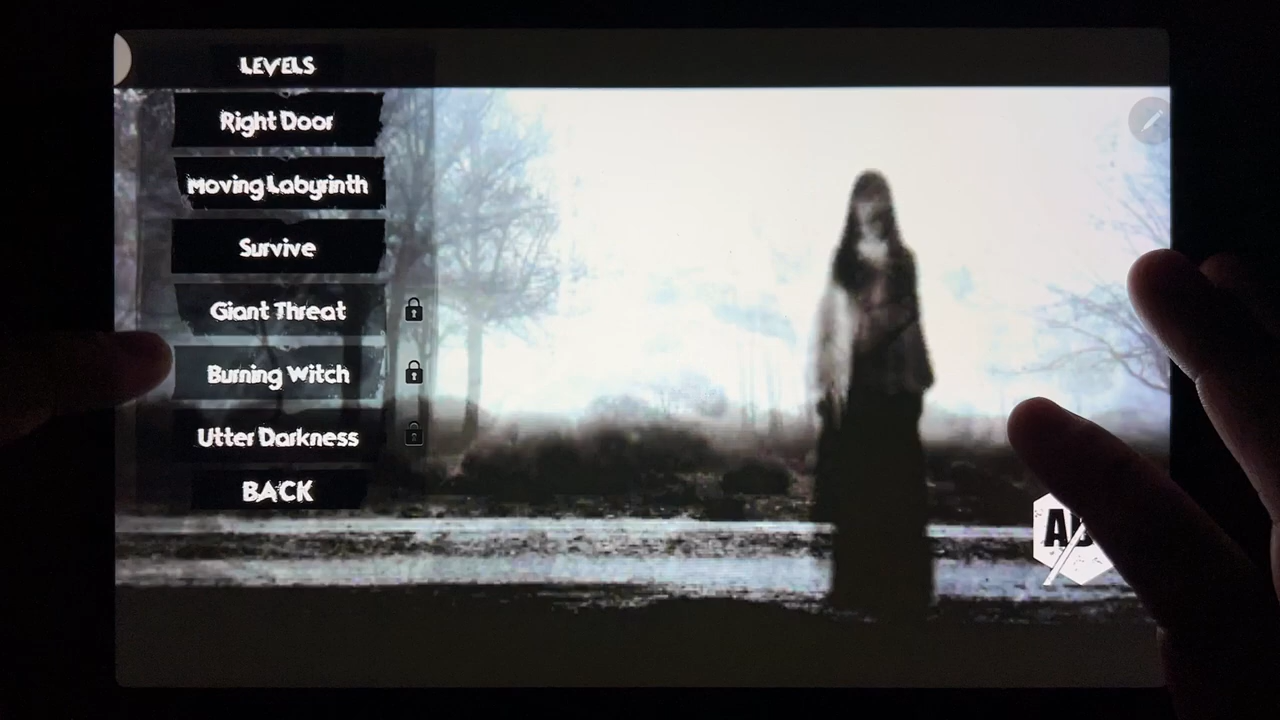 LEVELS
Right Door
Moving Labyrinth
Survive
Giant Threat
Burning Witch
Utter Darkness
BACK